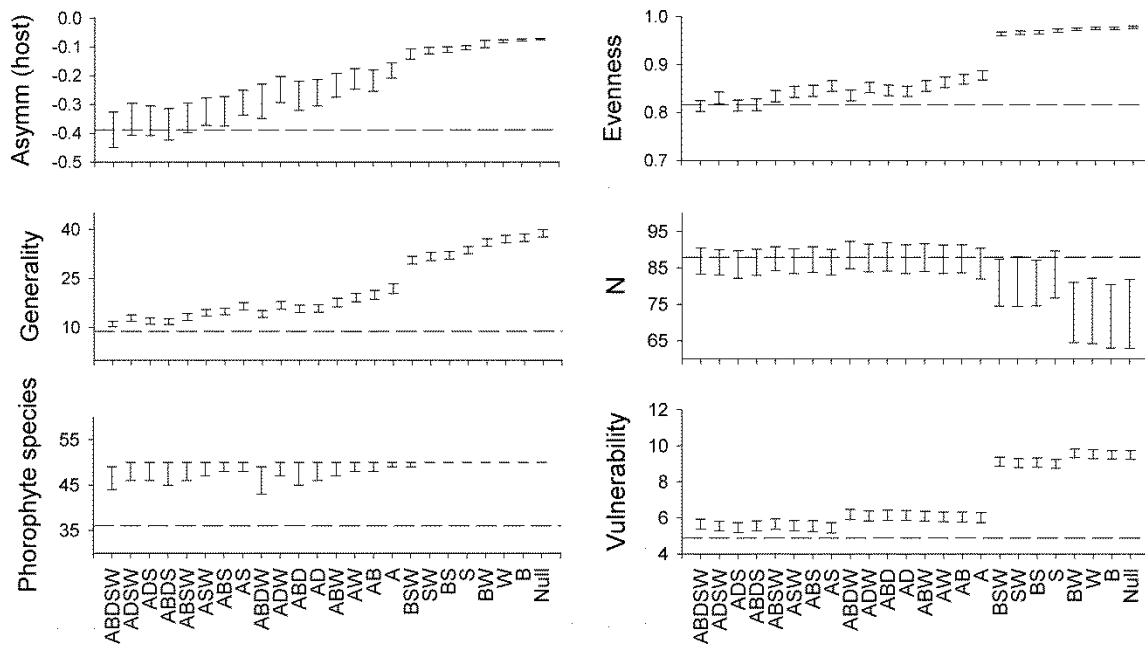 Asymm (host)
0.0
-0.1
-0.2
-0.3
-0.4
-0.5
Evenness
1.0
0.9
0.8
0.7
Generality
40
25
10
N
95
85
75
65
Phorophyte species
55
45
35
Vulnerability
12
10
8
6
4
ABDSW
ADSW
ADS
ABDS
ABSW
ASW
ABS
AS
ABDW
ADW
ABD
AD
ABW
AW
AB
A
BSW
SW
BS
S
BW
W
B
Null
ABDSW
ADSW
ADS
ABDS
ABSW
ASW
ABS
AS
ABDW
ADW
ABD
AD
ABW
AW
AB
A
BSW
SW
BS
S
BW
W
B
Null